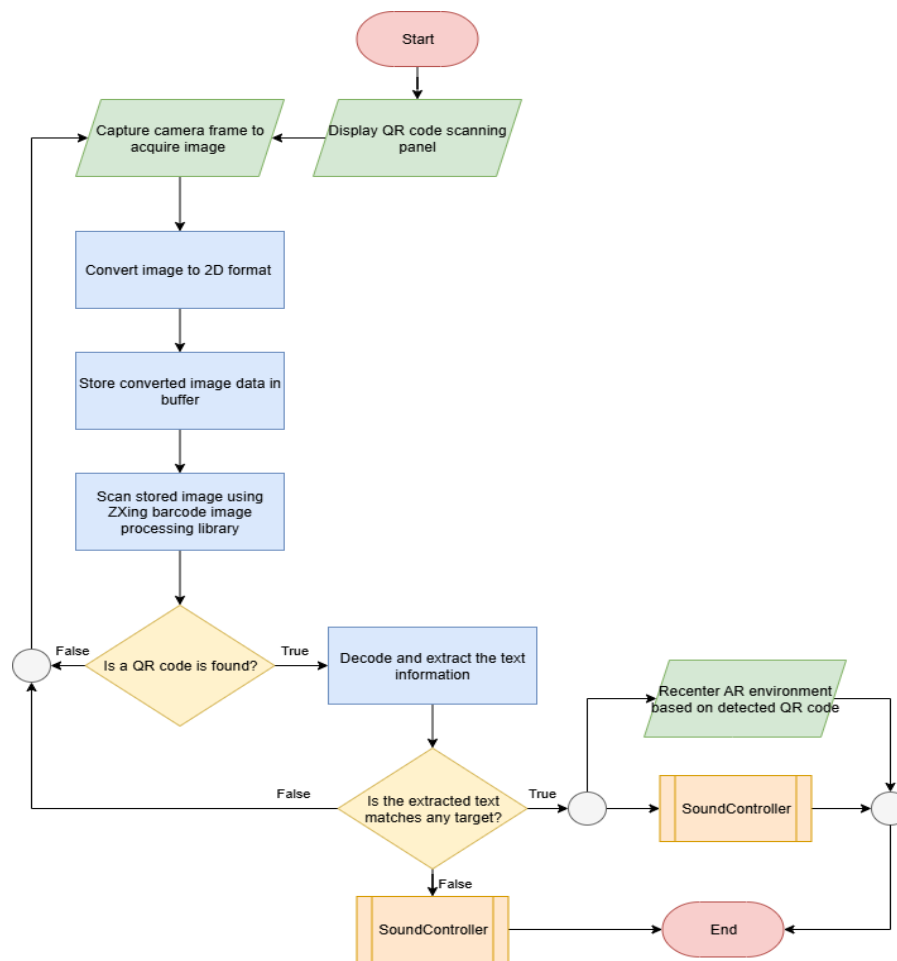 Start
Capture camera frame to
acquire image
Display QR code scanning
panel
Convert image to 2D format
Store converted image data in
buffer
Scan stored image using
ZXing barcode image
processing library
False
Is a QR code is found?
True
Decode and extract the text
information
Recenter AR environment
based on detected QR code
False
Is the extracted text
matches any target?
True
SoundController
False
SoundController
End